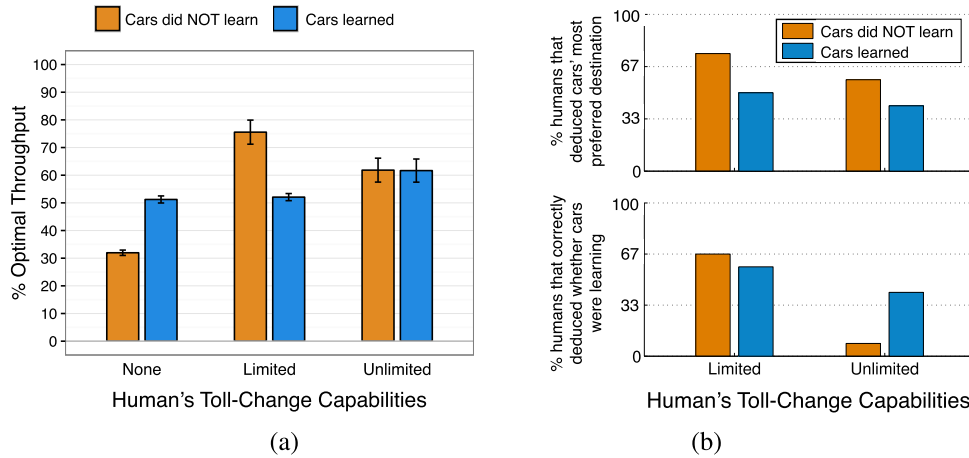 Cars did NOT learn
Cars learned
% Optimal Throughput
100
90
80
70
60
50
40
30
20
10
0
None
Limited
Unlimited
Human's Toll-Change Capabilities
(a)
% humans that
deduced cars' most
preferred destination
100
67
33
0
Cars did NOT learn
Cars learned
% humans that correctly
deduced whether cars
were learning
100
67
33
0
Limited
Unlimited
Human's Toll-Change Capabilities
(b)